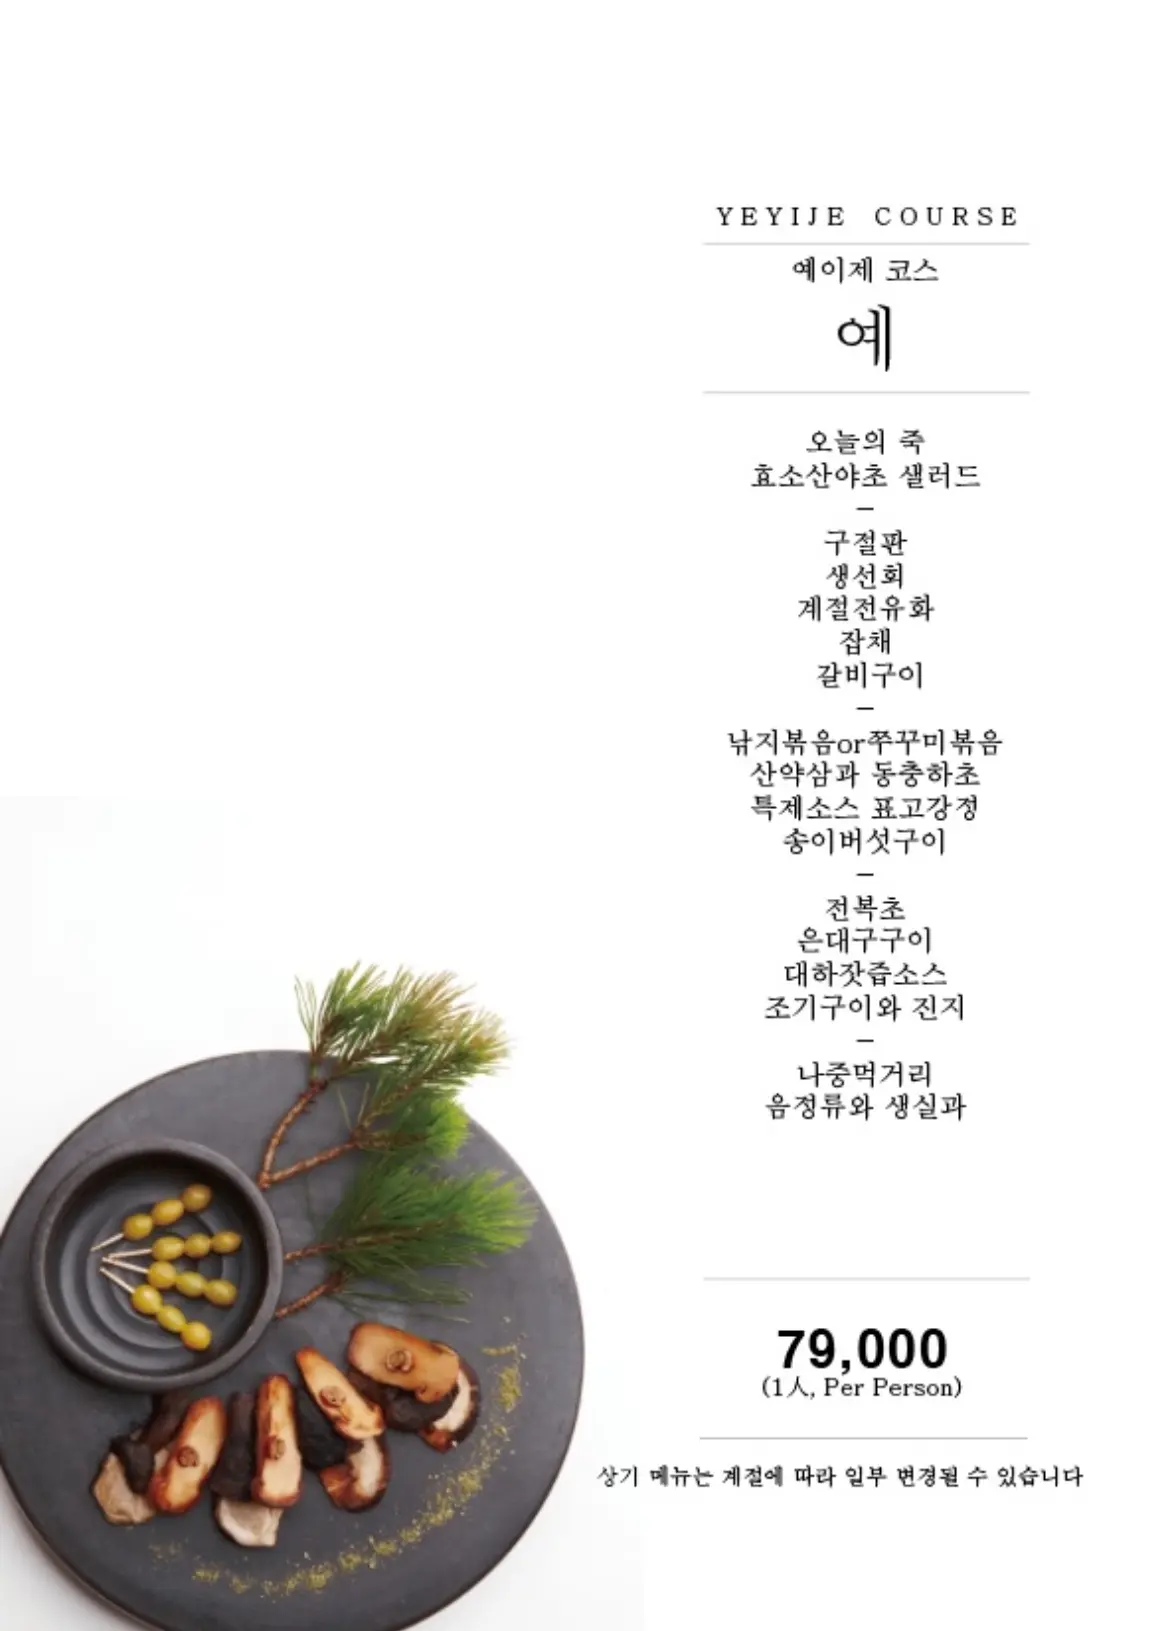 YEYIJE COURSE
예이제 코스
예
오늘의 죽
효소산야초 샐러드
–
구절판
생선회
계절전유화
잡채
갈비구이
–
낚지볶음or쭈꾸미볶음
산약삼과 동충하초
특제소스 표고강정
송이버섯구이
–
전복초
은대구구이
대하잣즙소스
조기구이와 진지
–
나중먹거리
음정류와 생실과
79,000
(1人, Per Person)
상기 메뉴는 계절에 따라 일부 변경될 수 있습니다